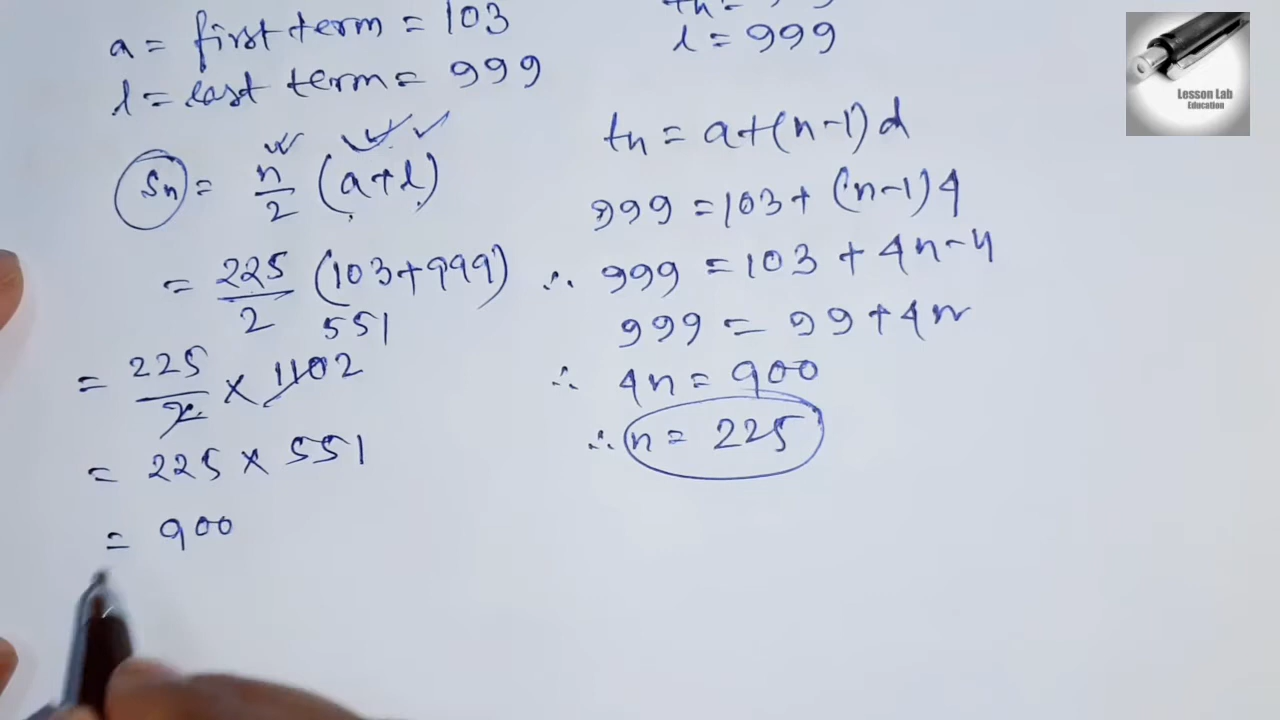 a = first term = 103
l = last term = 999
Sn = n/2 (a+l)
= 225/2 (103+999)
551
= 225/2 × 1102
= 225 × 551
= 900
l = 999
tn = a+(n-1)d
999 = 103+ (n-1)4
∴ 999 = 103 + 4n-4
999 = 99+4n
∴ 4n = 900
∴ n = 225
Lesson Lab
Education